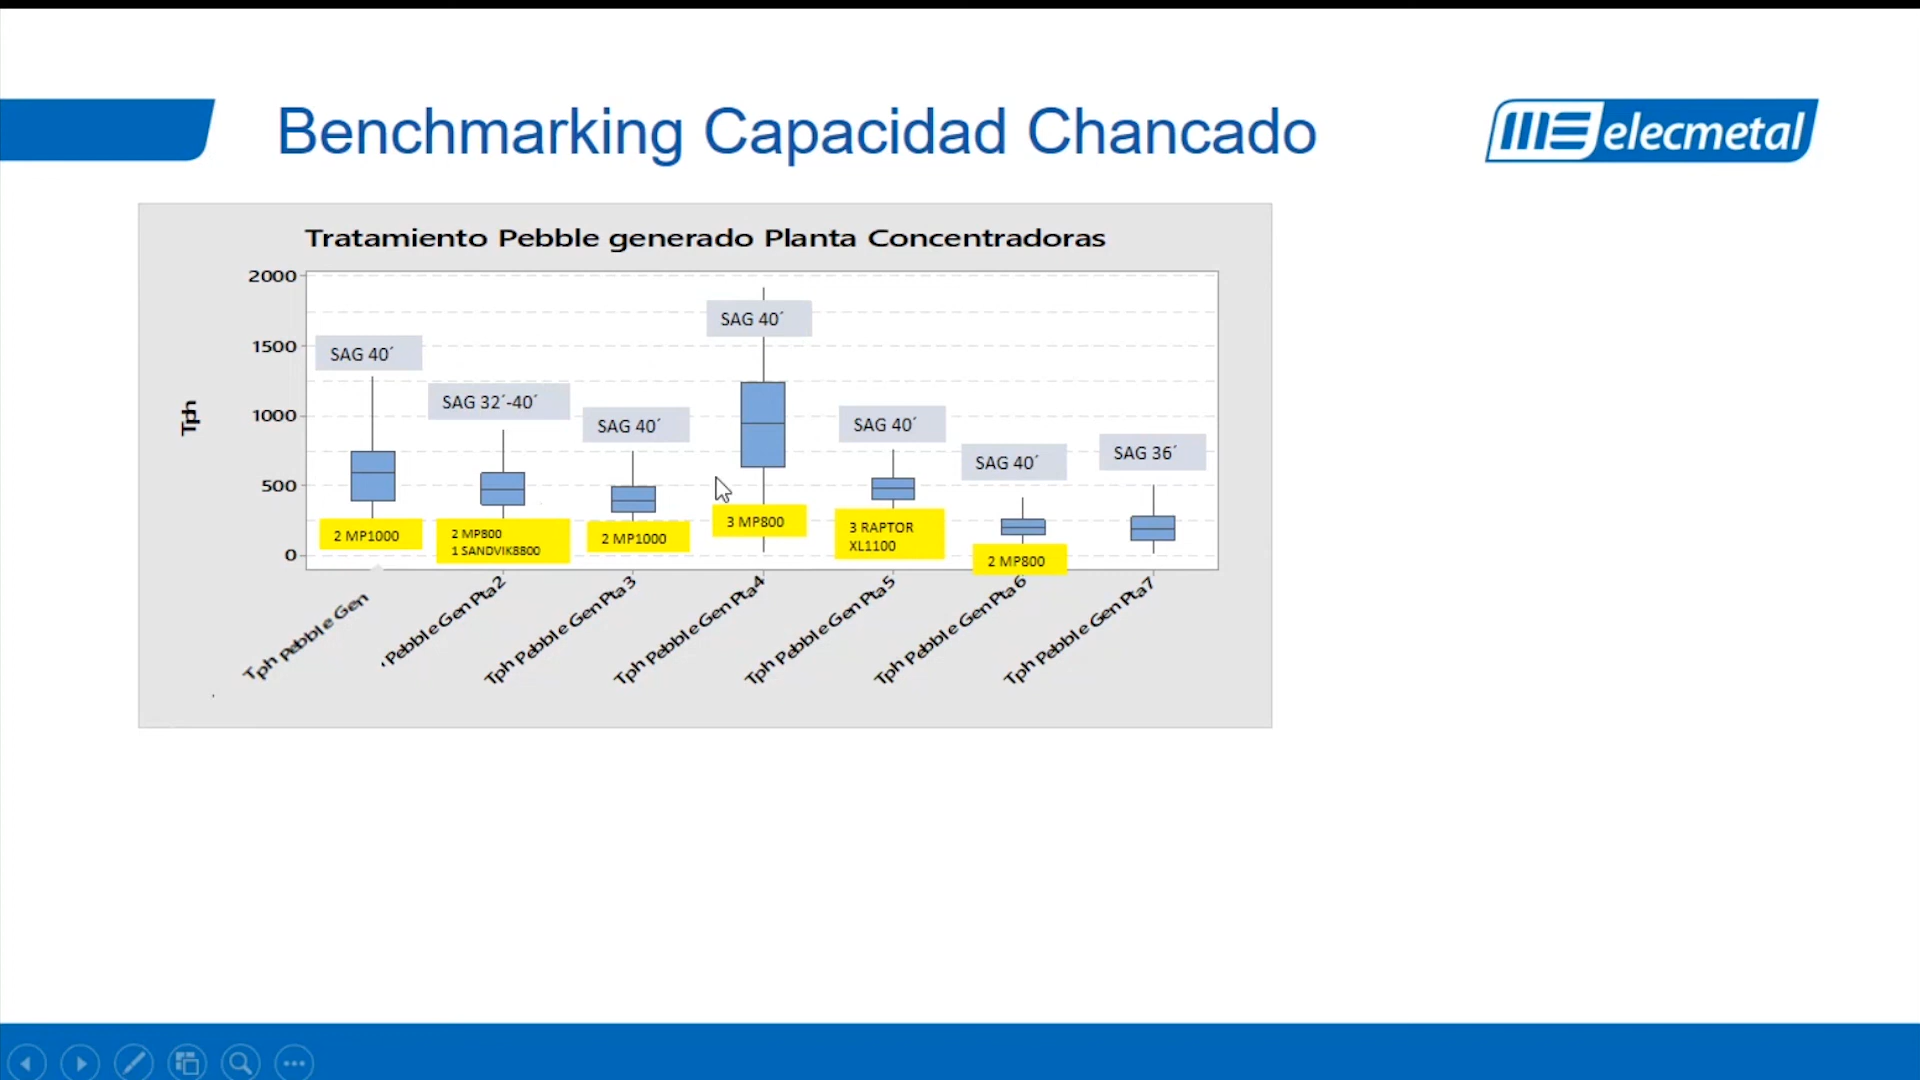 Benchmarking Capacidad Chancado
ME elecmetal
Tratamiento Pebble generado Planta Concentradoras
Tph
2000
1500
1000
500
0
SAG 40´
SAG 32´-40´
SAG 40´
SAG 40´
SAG 40´
SAG 40´
SAG 36´
2 MP1000
2 MP800
1 SANDVIK8800
2 MP1000
3 MP800
3 RAPTOR
XL1100
2 MP800
Tph Pebble Gen
Pebble Gen Pta2
Tph Pebble Gen Pta3
Tph Pebble Gen Pta4
Tph Pebble Gen Pta5
Tph Pebble Gen Pta6
Tph Pebble Gen Pta7